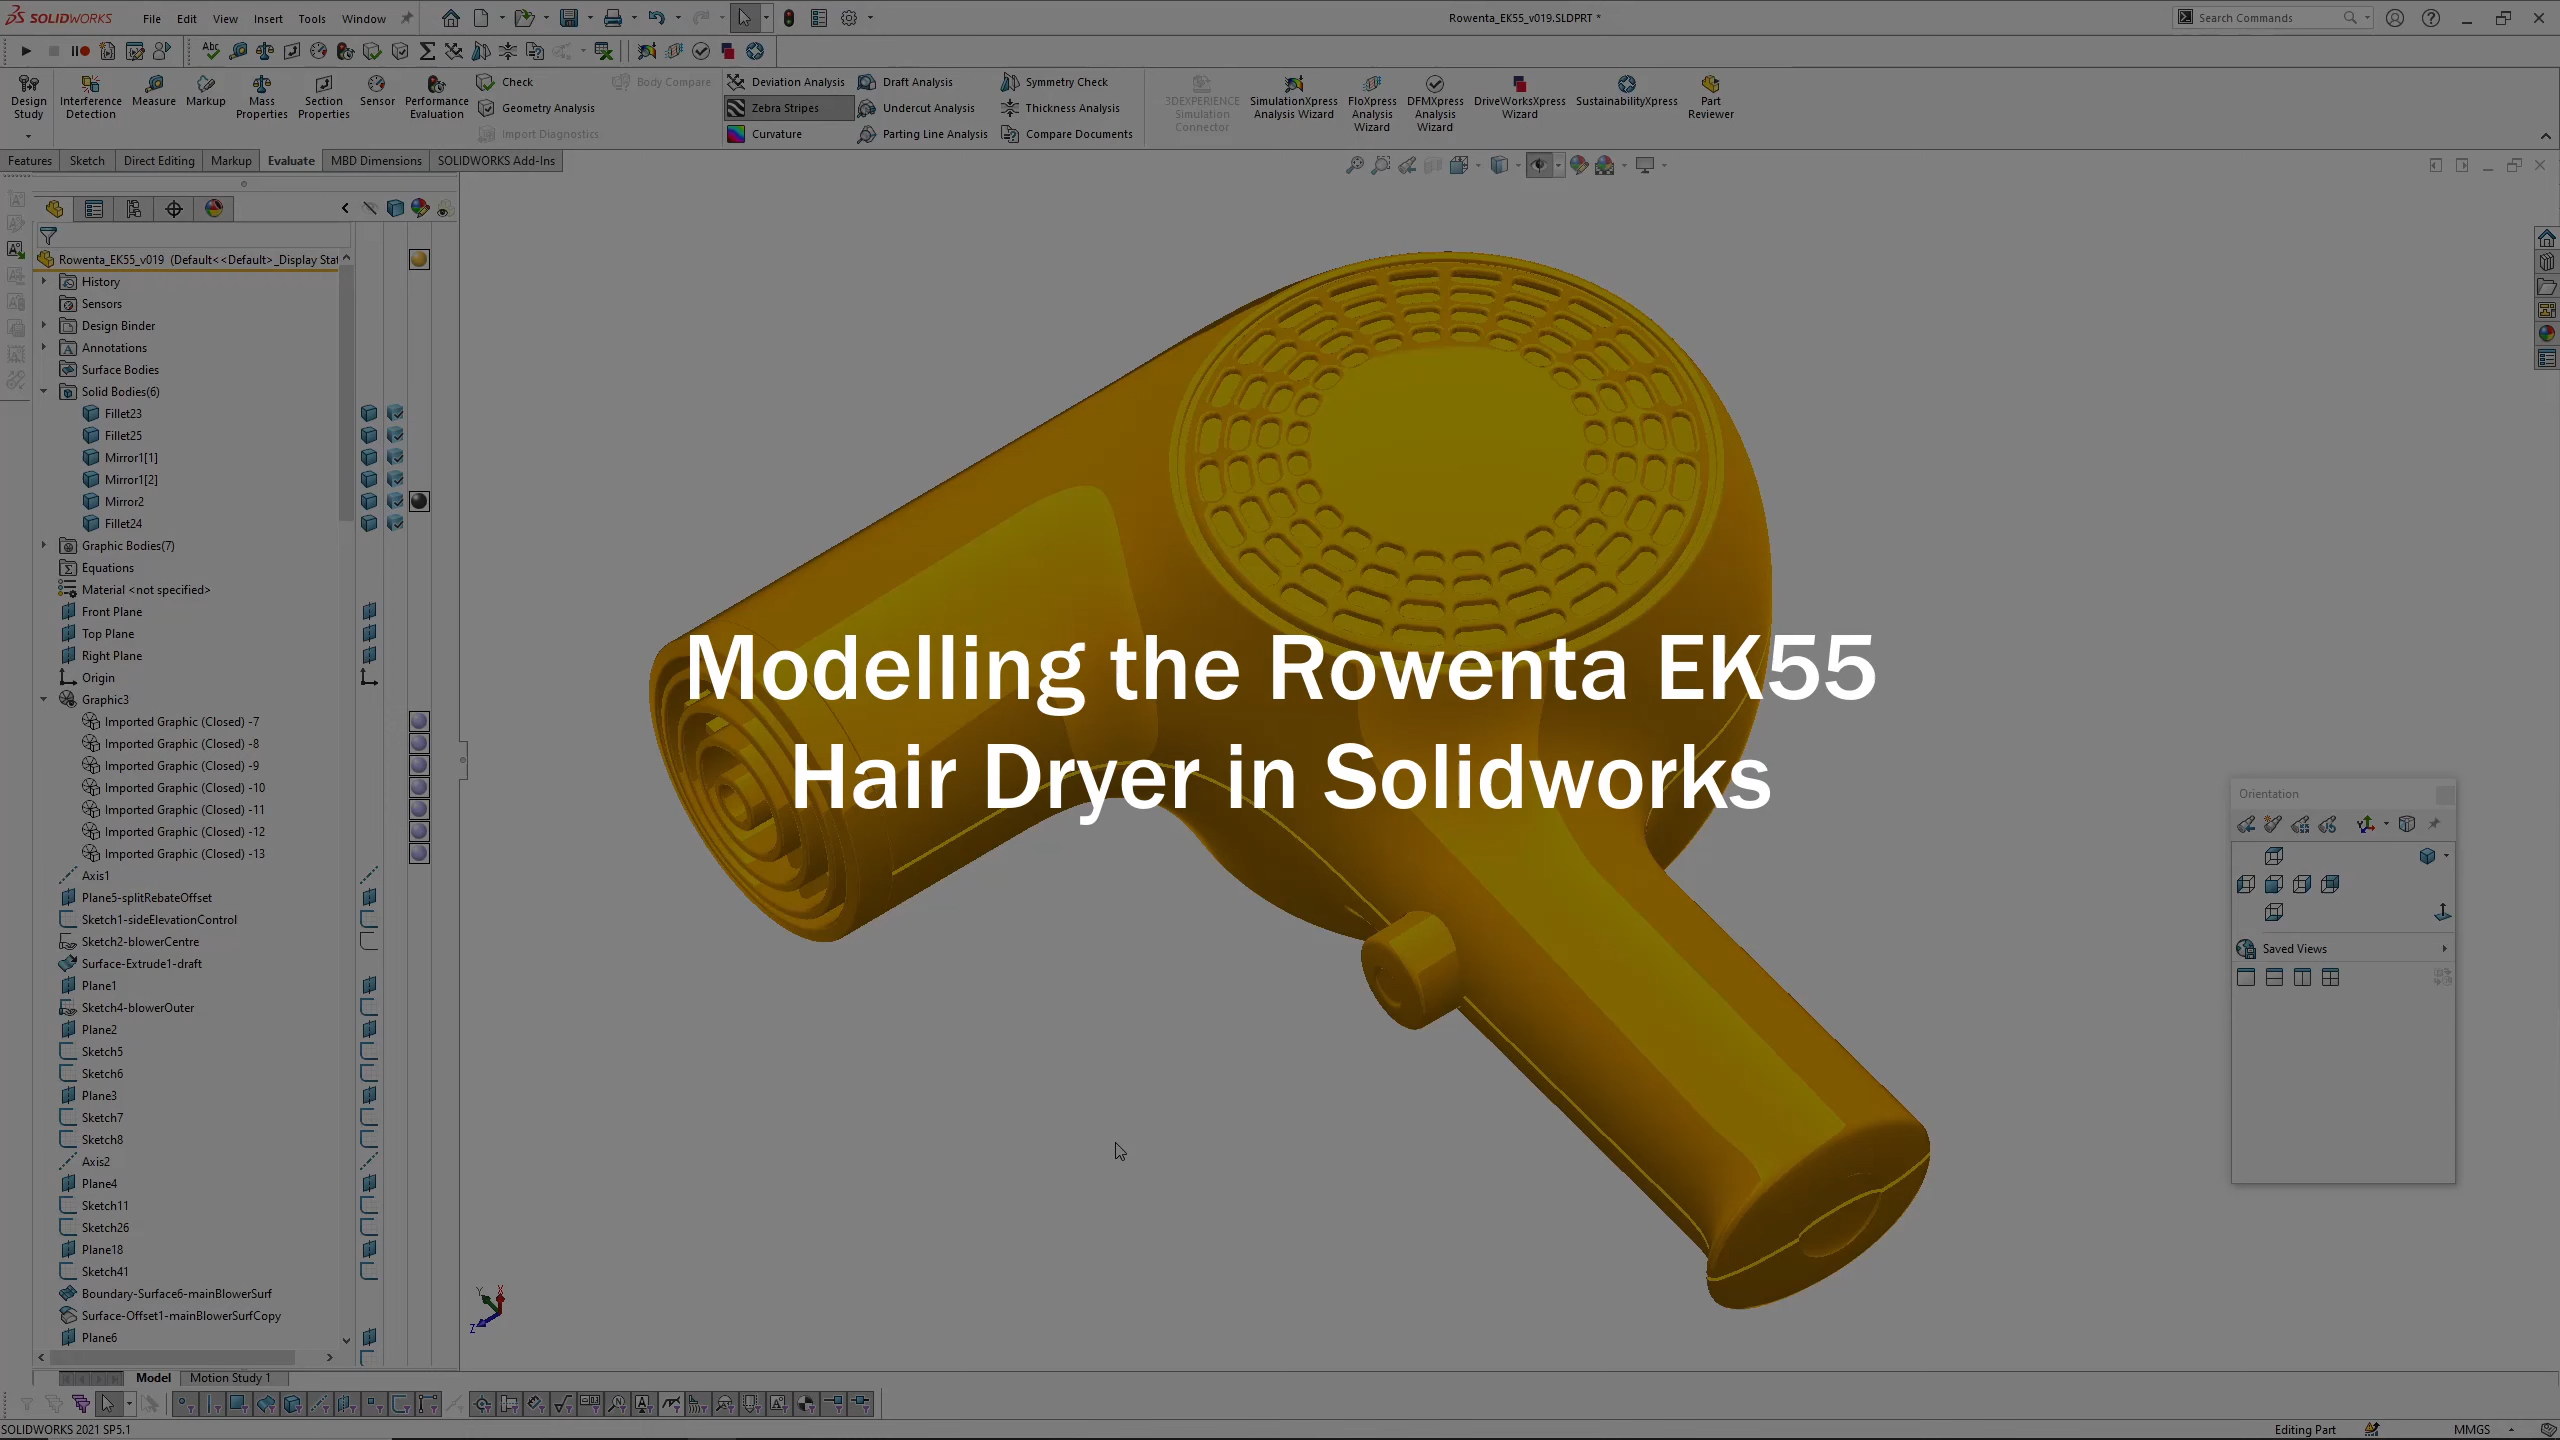 SOLIDWORKS File Edit View Insert Tools Window Rowenta_EK55_v019.SLDPRT * Search Commands
Design Study
Interference Detection
Measure
Markup
Mass Properties
Section Properties
Sensor
Performance Evaluation
Check
Geometry Analysis
Import Diagnostics
Body Compare
Deviation Analysis
Zebra Stripes
Curvature
Draft Analysis
Undercut Analysis
Parting Line Analysis
Symmetry Check
Thickness Analysis
Compare Documents
3DEXPERIENCE Simulation Connector
SimulationXpress Analysis Wizard
FloXpress Analysis Wizard
DFMXpress Analysis Wizard
DriveWorksXpress Wizard
SustainabilityXpress
Part Reviewer
Features Sketch Direct Editing Markup Evaluate MBD Dimensions SOLIDWORKS Add-Ins
Rowenta_EK55_v019 (Default<<Default>_Display Sta
History
Sensors
Design Binder
Annotations
Surface Bodies
Solid Bodies(6)
Fillet23
Fillet25
Mirror1[1]
Mirror1[2]
Mirror2
Fillet24
Graphic Bodies(7)
Equations
Material <not specified>
Front Plane
Top Plane
Right Plane
Origin
Graphic3
Imported Graphic (Closed) -7
Imported Graphic (Closed) -8
Imported Graphic (Closed) -9
Imported Graphic (Closed) -10
Imported Graphic (Closed) -11
Imported Graphic (Closed) -12
Imported Graphic (Closed) -13
Axis1
Plane5-splitRebateOffset
Sketch1-sideElevationControl
Sketch2-blowerCentre
Surface-Extrude1-draft
Plane1
Sketch4-blowerOuter
Plane2
Sketch5
Sketch6
Plane3
Sketch7
Sketch8
Axis2
Plane4
Sketch11
Sketch26
Plane18
Sketch41
Boundary-Surface6-mainBlowerSurf
Surface-Offset1-mainBlowerSurfCopy
Plane6
Modelling the Rowenta EK55
Hair Dryer in Solidworks
Orientation
Saved Views
Y X
Z
Model Motion Study 1
SOLIDWORKS 2021 SP5.1 Editing Part MMGS